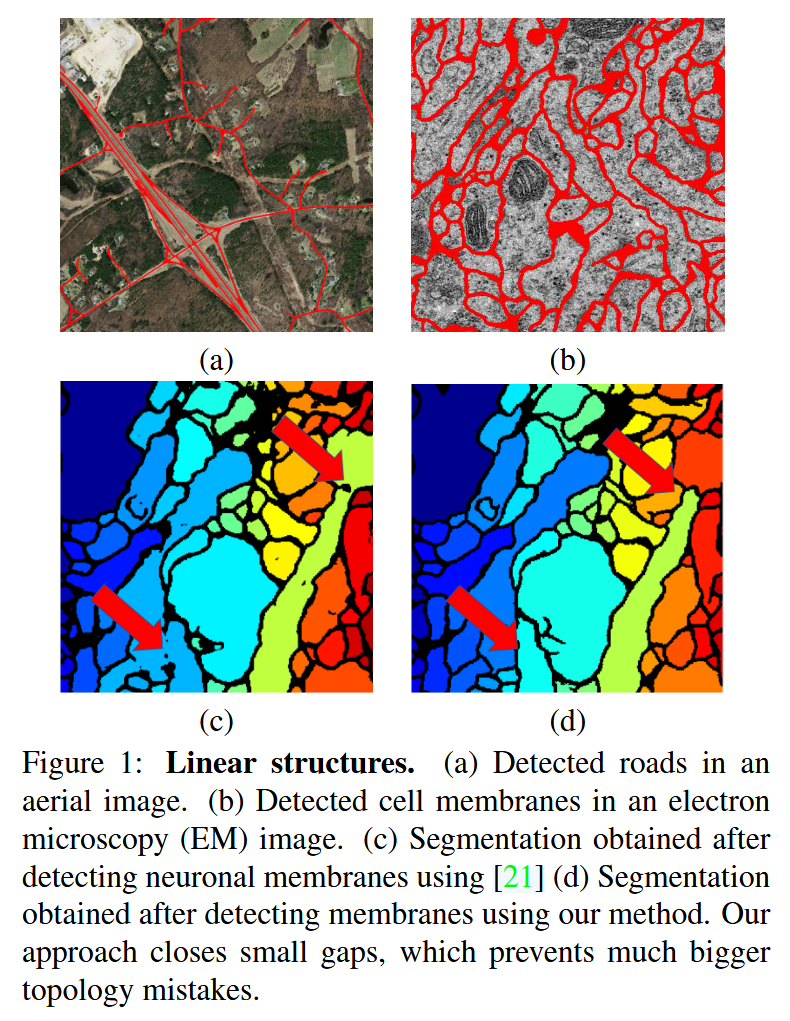 (a)
(b)
(c)
(d)
Figure 1: Linear structures. (a) Detected roads in an
aerial image. (b) Detected cell membranes in an electron
microscopy (EM) image. (c) Segmentation obtained after
detecting neuronal membranes using [21] (d) Segmentation
obtained after detecting membranes using our method. Our
approach closes small gaps, which prevents much bigger
topology mistakes.